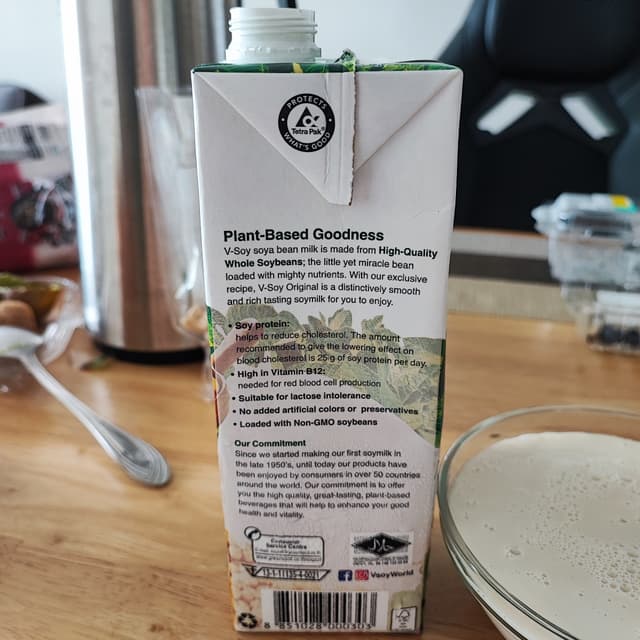 PROTECTS
Tetra Pak®
WHAT'S GOOD
Plant-Based Goodness
V-Soy soya bean milk is made from High-Quality
Whole Soybeans; the little yet miracle bean
loaded with mighty nutrients. With our exclusive
recipe, V-Soy Original is a distinctively smooth
and rich tasting soymilk for you to enjoy.
• Soy protein:
helps to reduce cholesterol. The amount
recommended to give the lowering effect on
blood cholesterol is 25 g of soy protein per day.
• High in Vitamin B12:
needed for red blood cell production
• Suitable for lactose intolerance
• No added artificial colors or preservatives
• Loaded with Non-GMO soybeans
Our Commitment
Since we started making our first soymilk in
the late 1950's, until today our products have
been enjoyed by consumers in over 50 countries
around the world. Our commitment is to offer
you the high quality, great-tasting, plant-based
beverages that will help to enhance your good
health and vitality.
Consumer
Service Centre
VsoyWorld
8 851028 000303
FSC